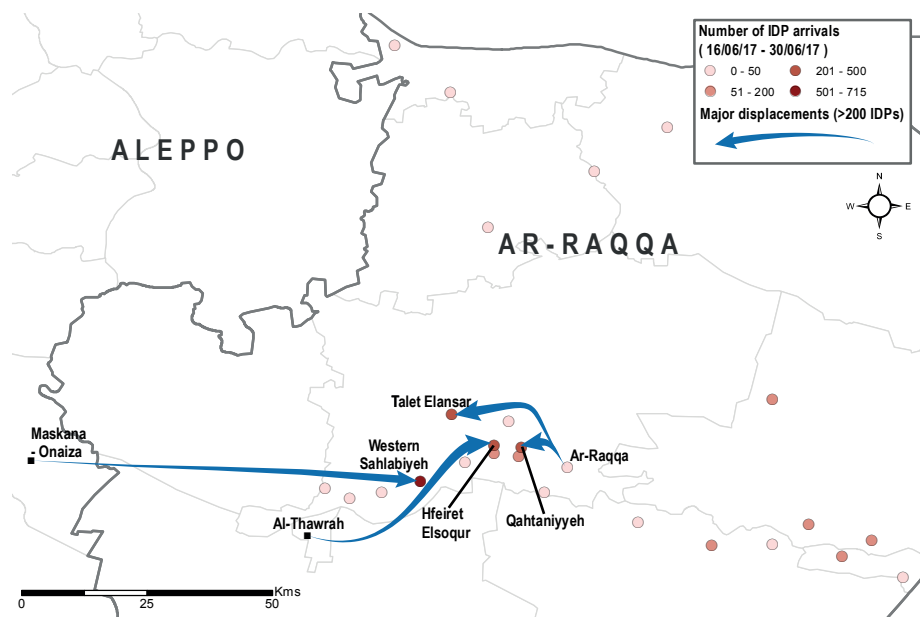 Number of IDP arrivals
( 16/06/17 - 30/06/17 )
0 - 50
201 - 500
51 - 200
501 - 715
Major displacements (>200 IDPs)
N
W
E
S
ALEPPO
AR-RAQQA
Talet Elansar
Maskana
- Onaiza
Western
Sahlabiyeh
Ar-Raqqa
Hfeiret
Elsoqur
Qahtaniyyeh
Al-Thawrah
Kms
0
25
50